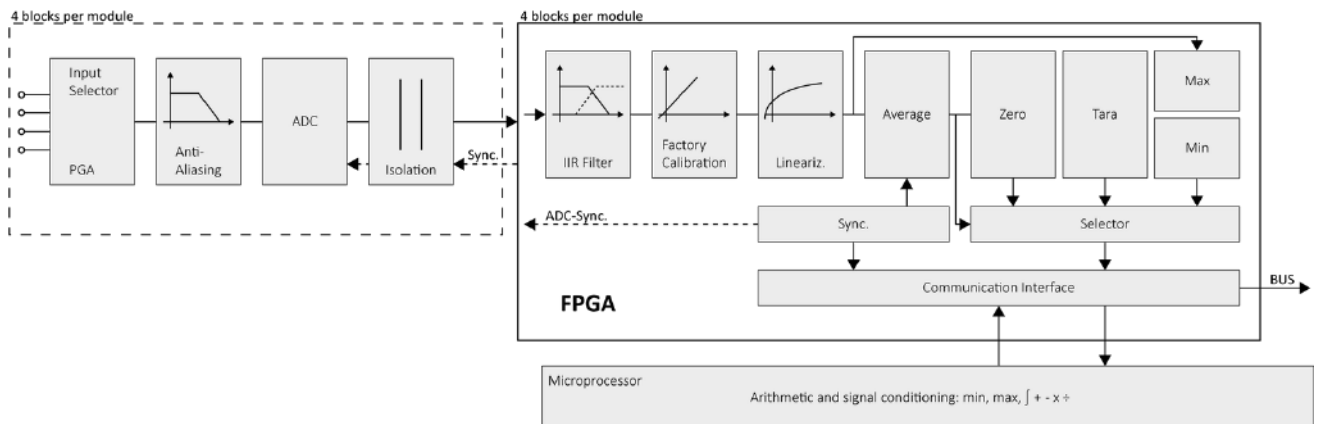 4 blocks per module
4 blocks per module
Input
Selector
PGA
Anti-
Aliasing
ADC
Isolation
Sync.
IIR Filter
Factory
Calibration
Lineariz.
Average
Zero
Tara
Max
Min
ADC-Sync.
Sync.
Selector
Communication Interface
BUS
FPGA
Microprocessor
Arithmetic and signal conditioning: min, max, ∫ + - x ÷